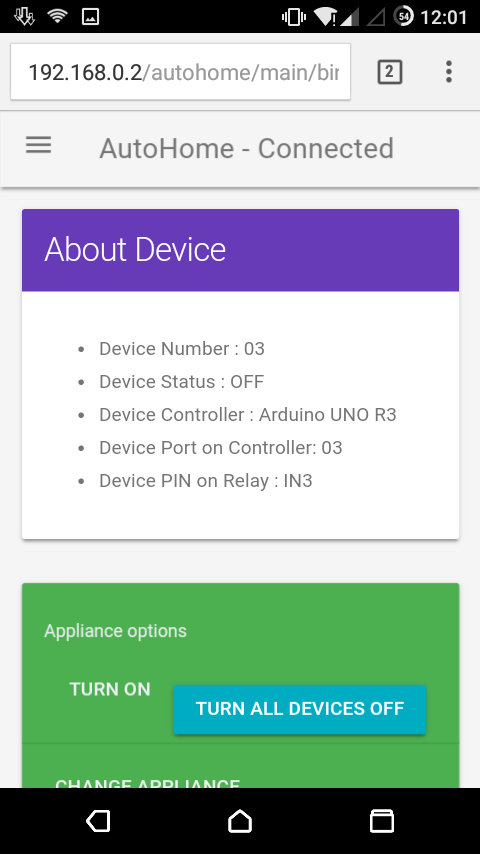 54 12:01
192.168.0.2/autohome/main/bin
2
AutoHome - Connected
About Device
• Device Number : 03
• Device Status : OFF
• Device Controller : Arduino UNO R3
• Device Port on Controller: 03
• Device PIN on Relay : IN3
Appliance options
TURN ON
TURN ALL DEVICES OFF
CHANGE APPLIANCE